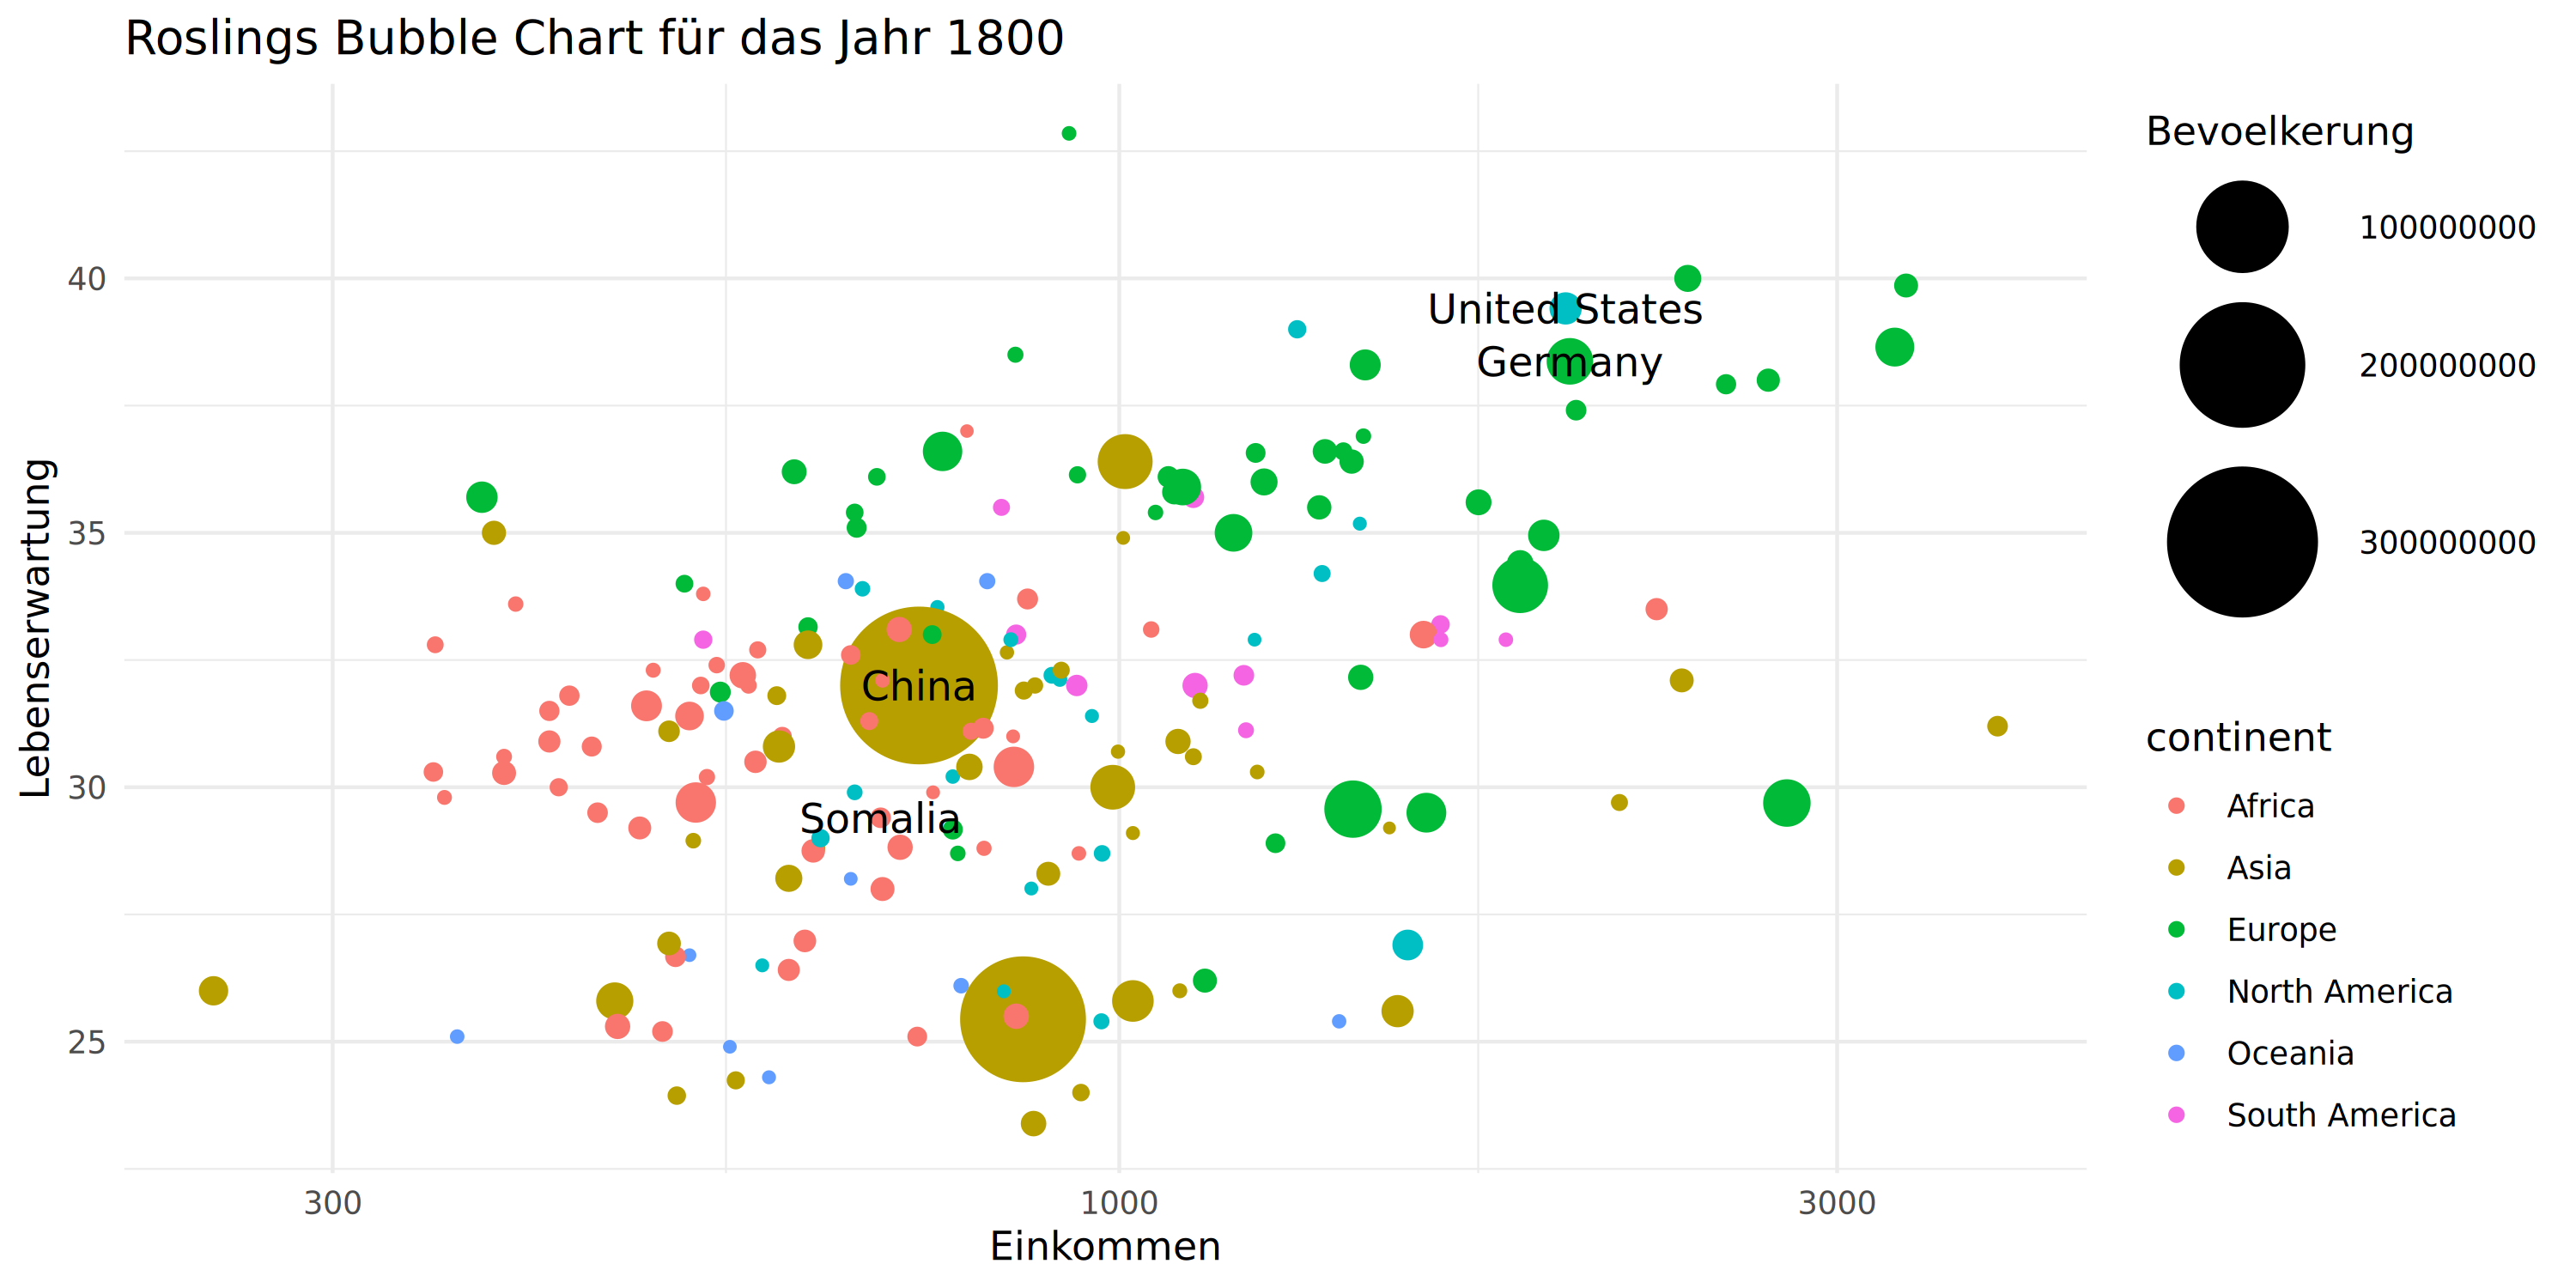 Roslings Bubble Chart für das Jahr 1800
Lebenserwartung
40
35
30
25
United States
Germany
China
Somalia
300
1000
3000
Einkommen
Bevoelkerung
100000000
200000000
300000000
continent
Africa
Asia
Europe
North America
Oceania
South America